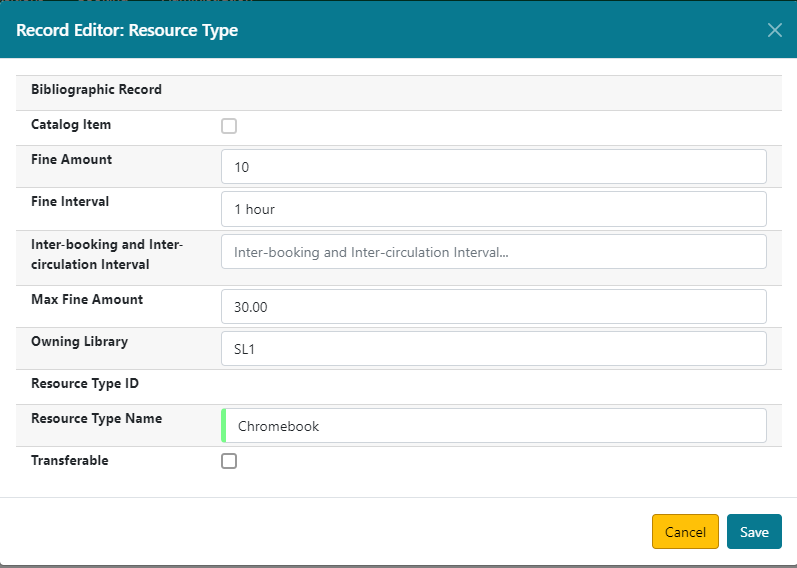 Record Editor: Resource Type
Bibliographic Record
Catalog Item
Fine Amount
10
Fine Interval
1 hour
Inter-booking and Inter-
circulation Interval
Inter-booking and Inter-circulation Interval...
Max Fine Amount
30.00
Owning Library
SL1
Resource Type ID
Resource Type Name
Chromebook
Transferable
Cancel
Save